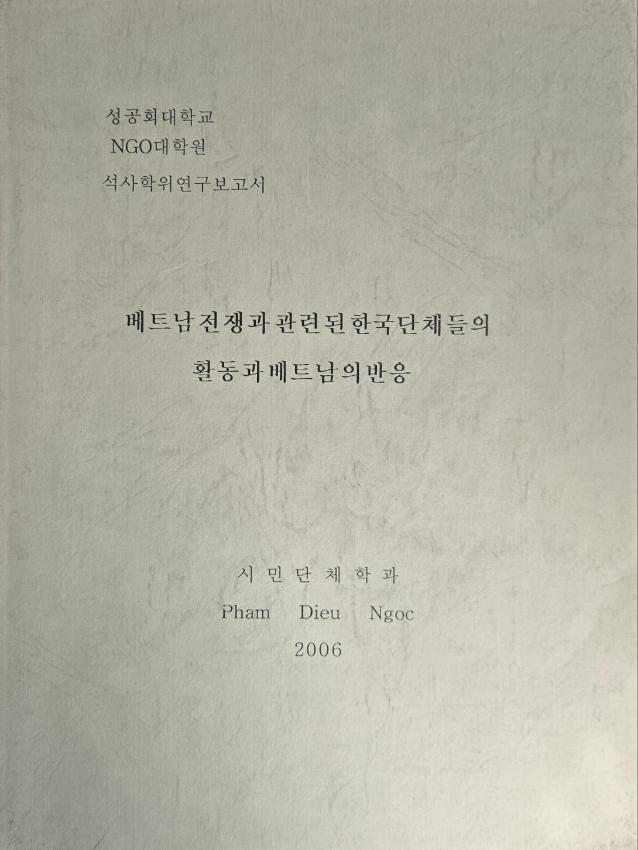 성공회대학교
NGO대학원
석사학위연구보고서
베트남전쟁과 관련된 한국단체들의
활동과 베트남의 반응
시 민 단 체 학 과
Pham Dieu Ngoc
2006